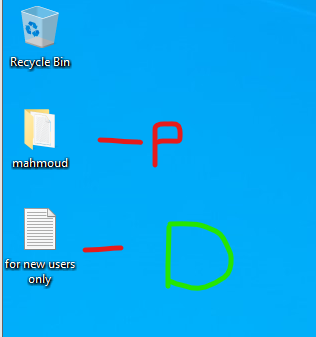 Recycle Bin
mahmoud
P
for new users
only
D